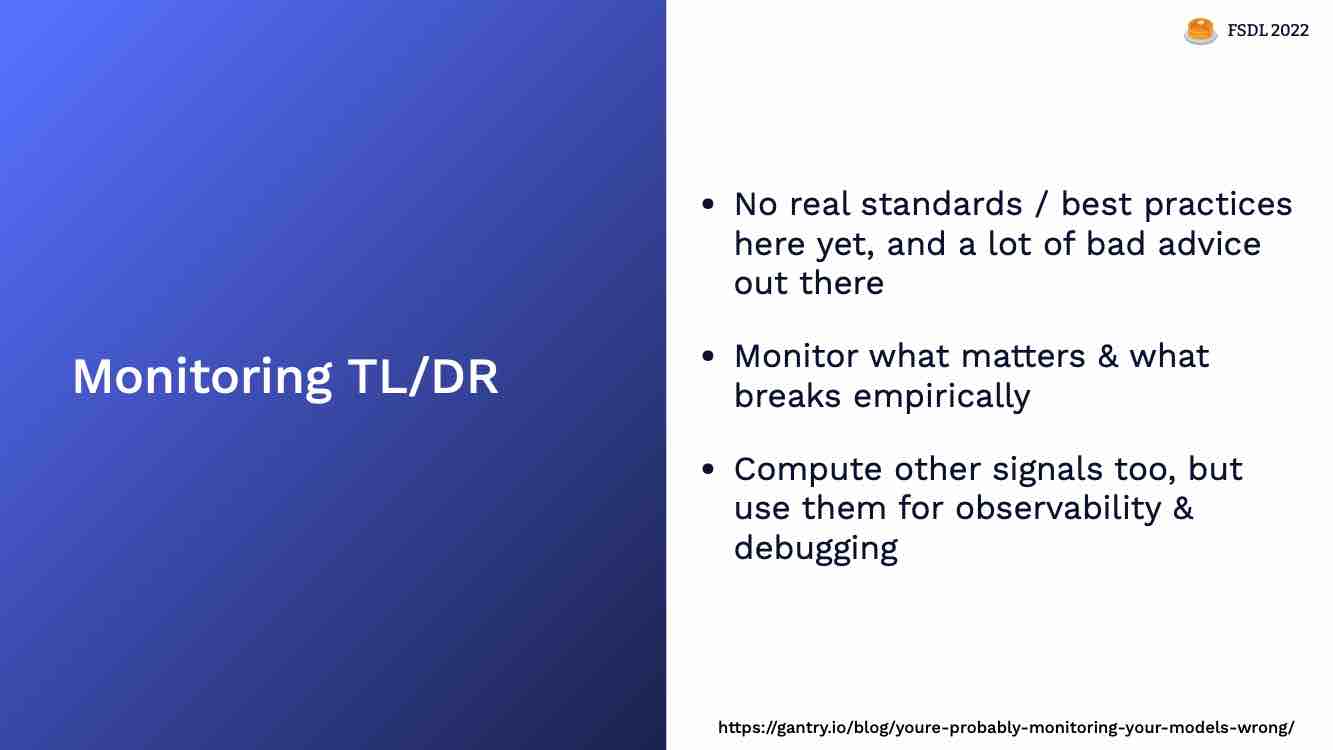 FSDL 2022
Monitoring TL/DR
• No real standards / best practices
here yet, and a lot of bad advice
out there
• Monitor what matters & what
breaks empirically
• Compute other signals too, but
use them for observability &
debugging
https://gantry.io/blog/youre-probably-monitoring-your-models-wrong/